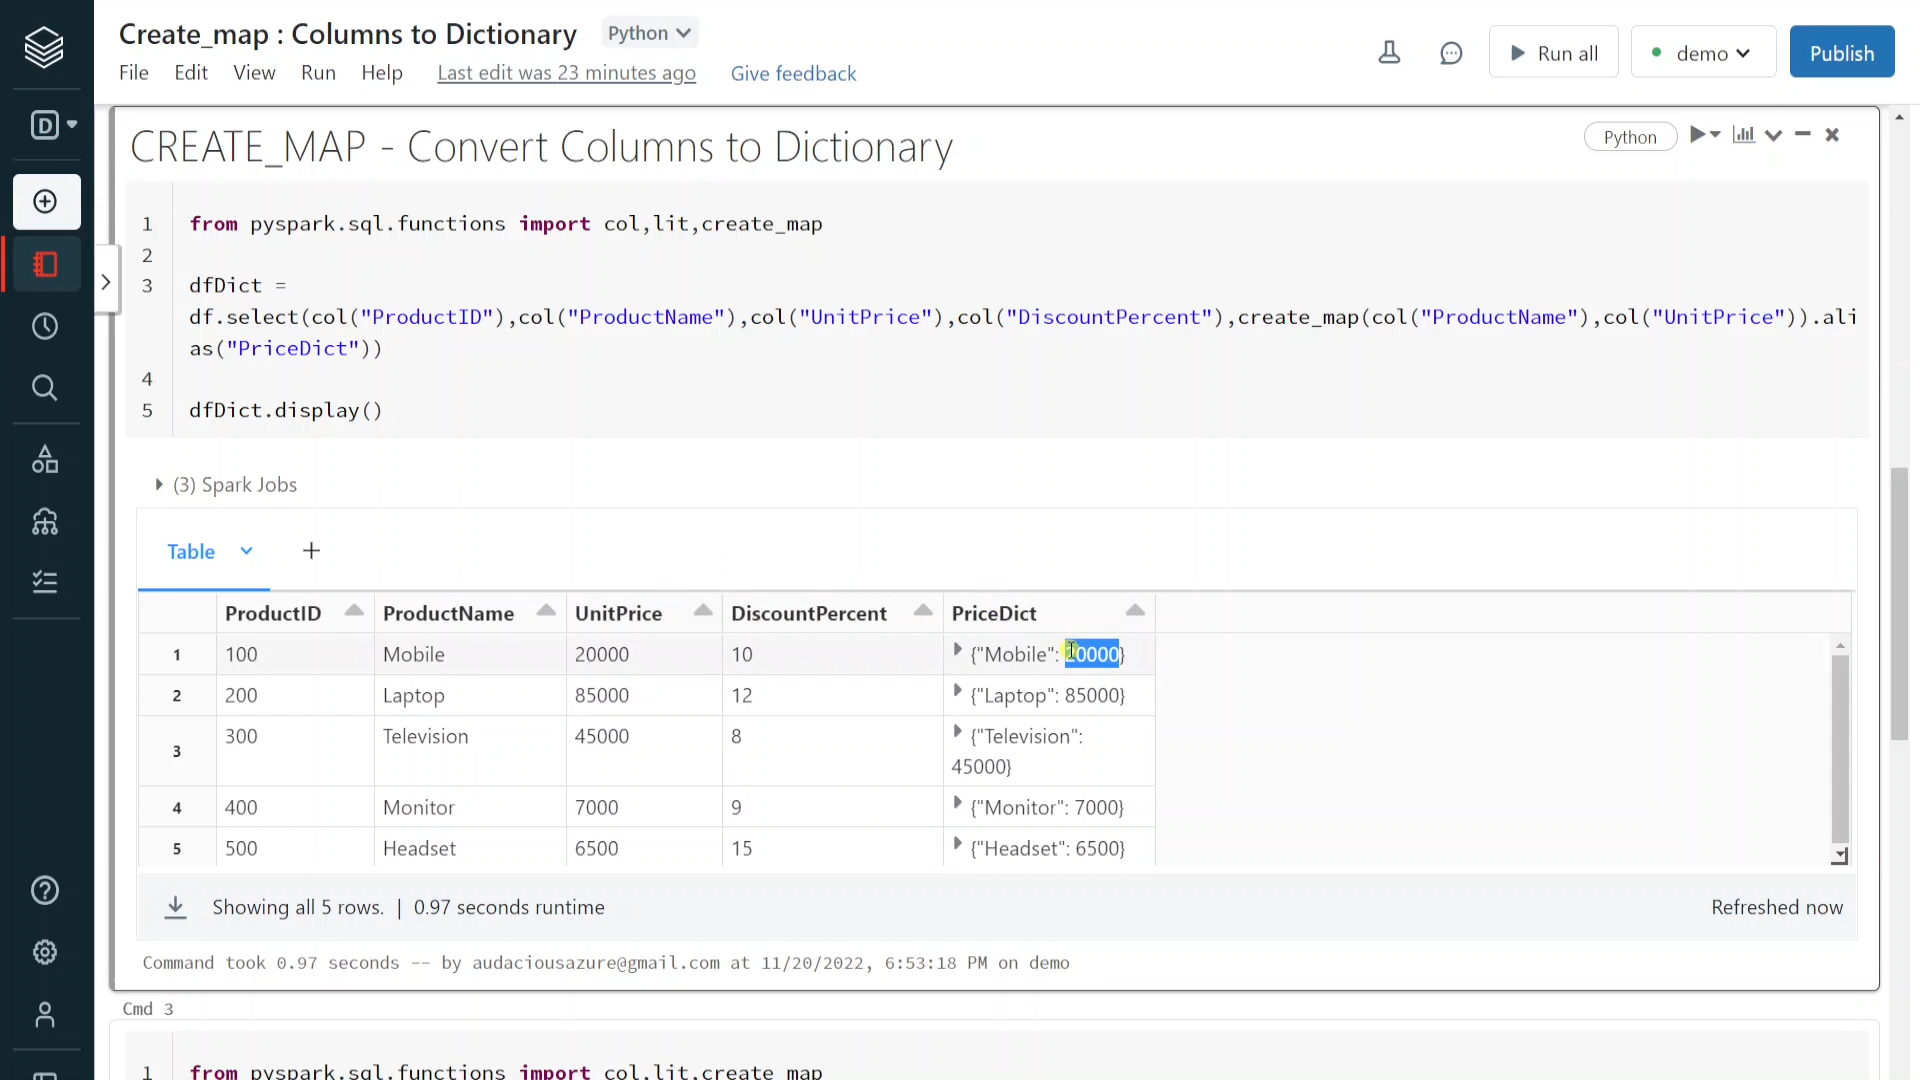 Create_map : Columns to Dictionary Python
File Edit View Run Help Last edit was 23 minutes ago Give feedback
Run all demo Publish
D
CREATE_MAP - Convert Columns to Dictionary
Python
1 from pyspark.sql.functions import col,lit,create_map
2
3 dfDict =
df.select(col("ProductID"),col("ProductName"),col("UnitPrice"),col("DiscountPercent"),create_map(col("ProductName"),col("UnitPrice")).ali
as("PriceDict"))
4
5 dfDict.display()
(3) Spark Jobs
Table +
ProductID ProductName UnitPrice DiscountPercent PriceDict
1 100 Mobile 20000 10 {"Mobile": 20000}
2 200 Laptop 85000 12 {"Laptop": 85000}
3 300 Television 45000 8 {"Television":
45000}
4 400 Monitor 7000 9 {"Monitor": 7000}
5 500 Headset 6500 15 {"Headset": 6500}
Showing all 5 rows. | 0.97 seconds runtime Refreshed now
Command took 0.97 seconds -- by audaciousazure@gmail.com at 11/20/2022, 6:53:18 PM on demo
Cmd 3
1 from pyspark.sql.functions import col,lit,create_map